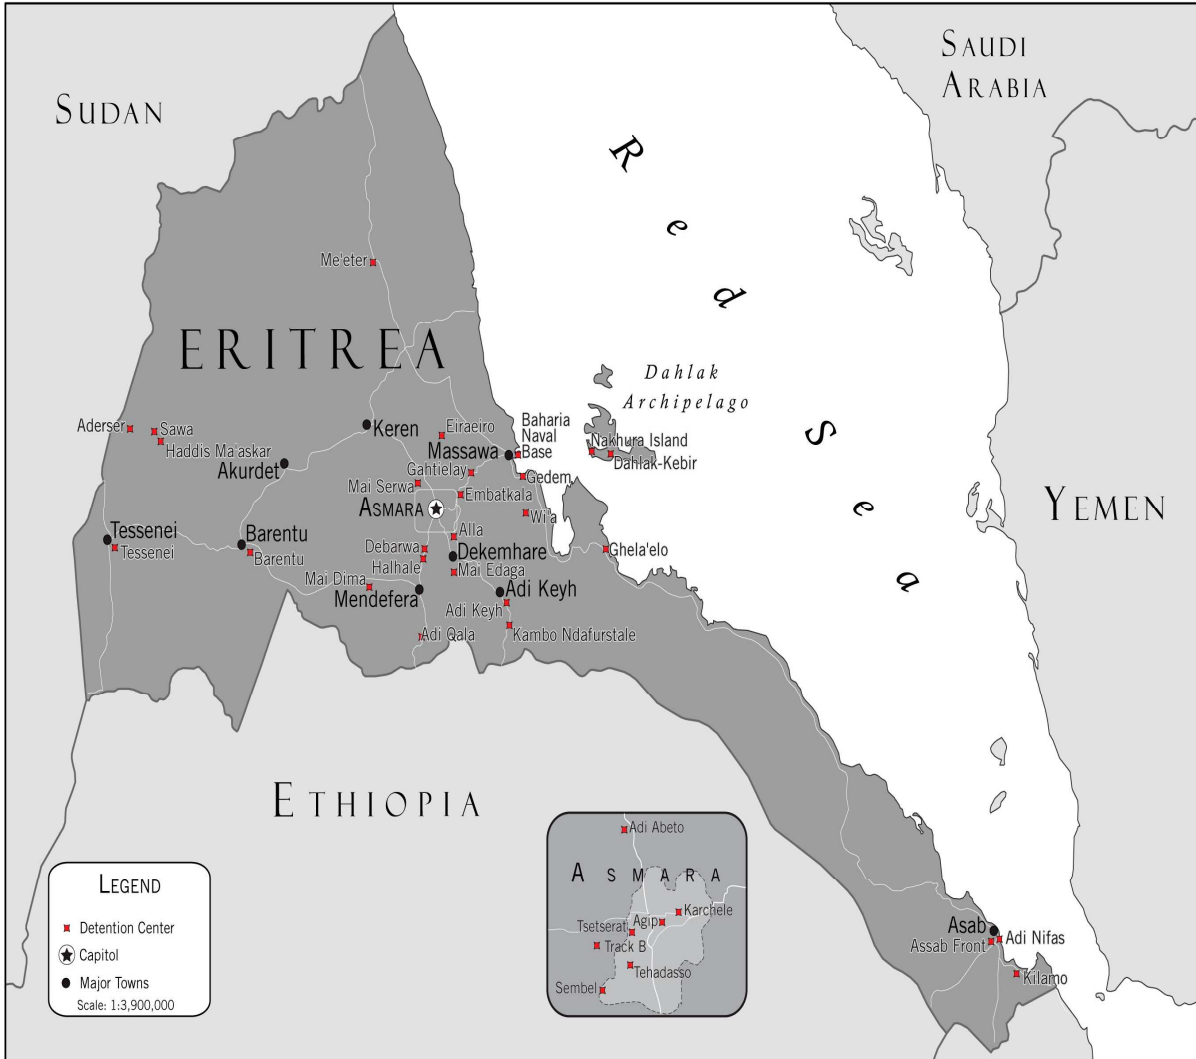 SAUDI
ARABIA
SUDAN
Red Sea
Me'eter
ERITREA
Dahlak
Archipelago
Aderser
Sawa
Haddis Ma'askar
Keren
Eiraeiro
Baharia
Naval
Base
Massawa
Nakhura Island
Dahlak-Kebir
Akurdet
Gahtielay
Gedem
Mai Serwa
Embatkala
ASMARA
Wi'a
YEMEN
Tessenei
Tessenei
Barentu
Barentu
Alla
Debarwa
Dekemhare
Ghela'elo
Halhale
Mai Edaga
Mai Dima
Mendefera
Adi Keyh
Adi Keyh
Adi Qala
Kambo Ndafurstale
ETHIOPIA
Adi Abeto
ASMARA
Karchele
Agip
Tsetserat
Track B
Tehadasso
Sembel
Asab
Assab Front
Adi Nifas
Kilamo
LEGEND
Detention Center
Capitol
Major Towns
Scale: 1:3,900,000